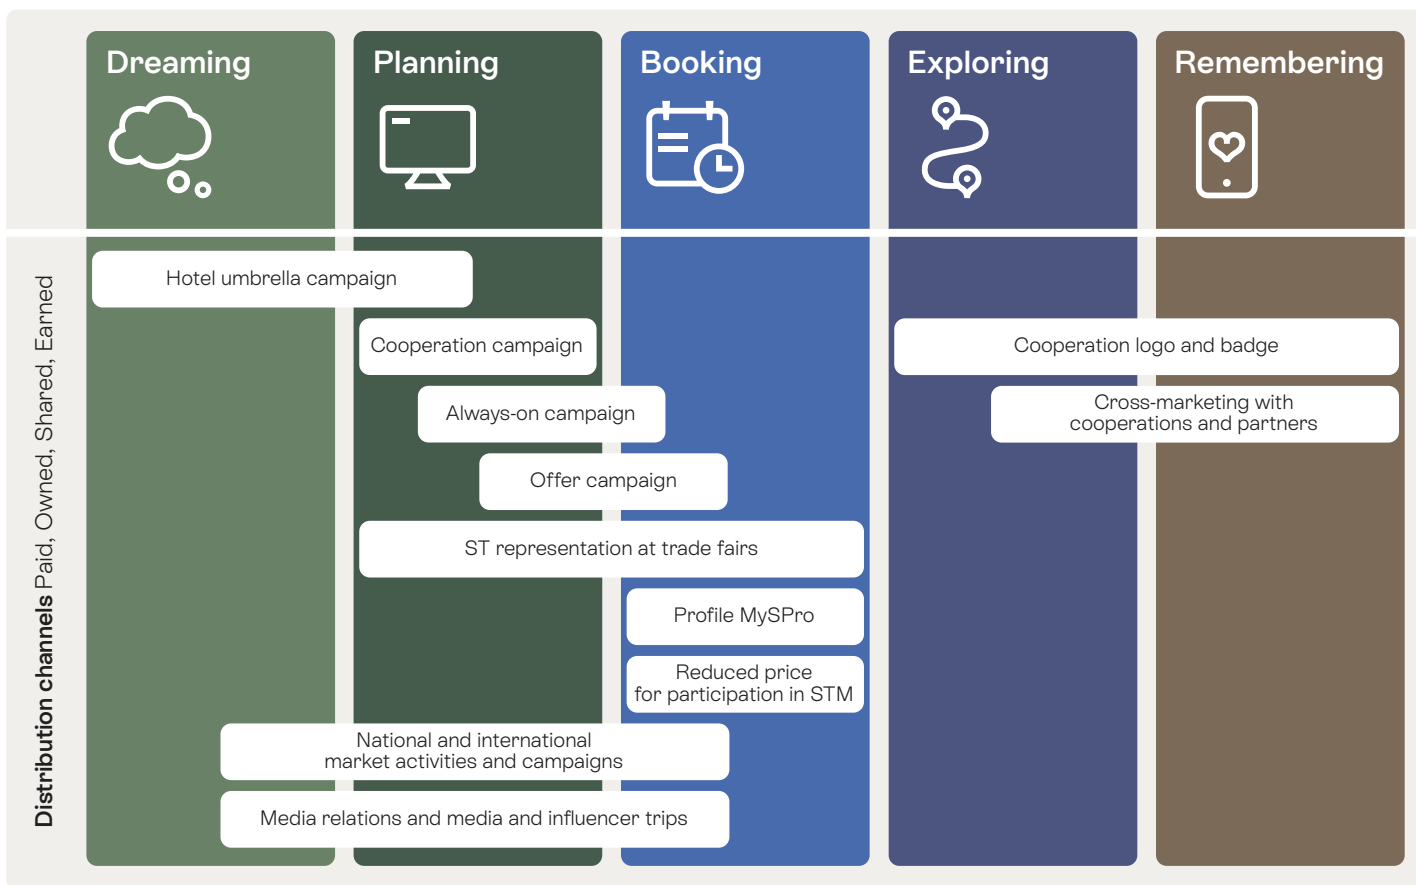 Dreaming
Planning
Booking
Exploring
Remembering
Distribution channels Paid, Owned, Shared, Earned
Hotel umbrella campaign
Cooperation campaign
Cooperation logo and badge
Always-on campaign
Cross-marketing with
cooperations and partners
Offer campaign
ST representation at trade fairs
Profile MySPro
Reduced price
for participation in STM
National and international
market activities and campaigns
Media relations and media and influencer trips